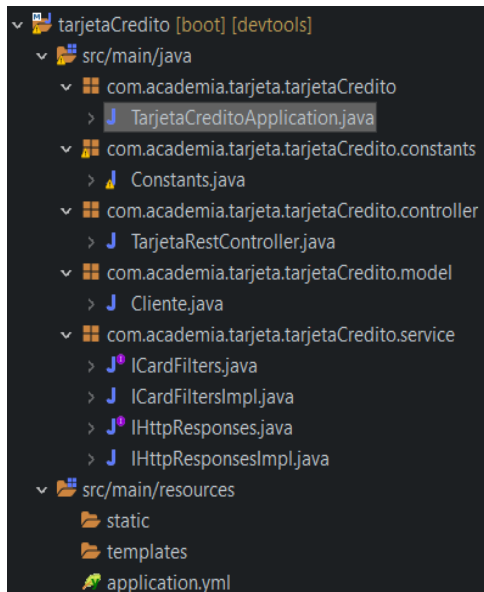 tarjetaCredito [boot] [devtools]
src/main/java
com.academia.tarjeta.tarjetaCredito
TarjetaCreditoApplication.java
com.academia.tarjeta.tarjetaCredito.constants
Constants.java
com.academia.tarjeta.tarjetaCredito.controller
TarjetaRestController.java
com.academia.tarjeta.tarjetaCredito.model
Cliente.java
com.academia.tarjeta.tarjetaCredito.service
ICardFilters.java
ICardFiltersImpl.java
IHttpResponses.java
IHttpResponsesImpl.java
src/main/resources
static
templates
application.yml